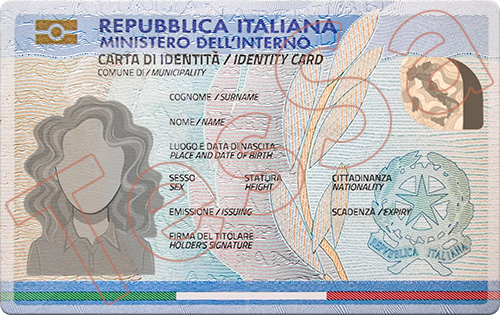 REPUBBLICA ITALIANA
MINISTERO DELL'INTERNO
CARTA DI IDENTITÀ / IDENTITY CARD
COMUNE DI / MUNICIPALITY
COGNOME / SURNAME
NOME / NAME
LUOGO E DATA DI NASCITA
PLACE AND DATE OF BIRTH
SESSO STATURA CITTADINANZA
SEX HEIGHT NATIONALITY
EMISSIONE / ISSUING SCADENZA / EXPIRY
FIRMA DEL TITOLARE
HOLDER'S SIGNATURE
REPUBBLICA ITALIANA